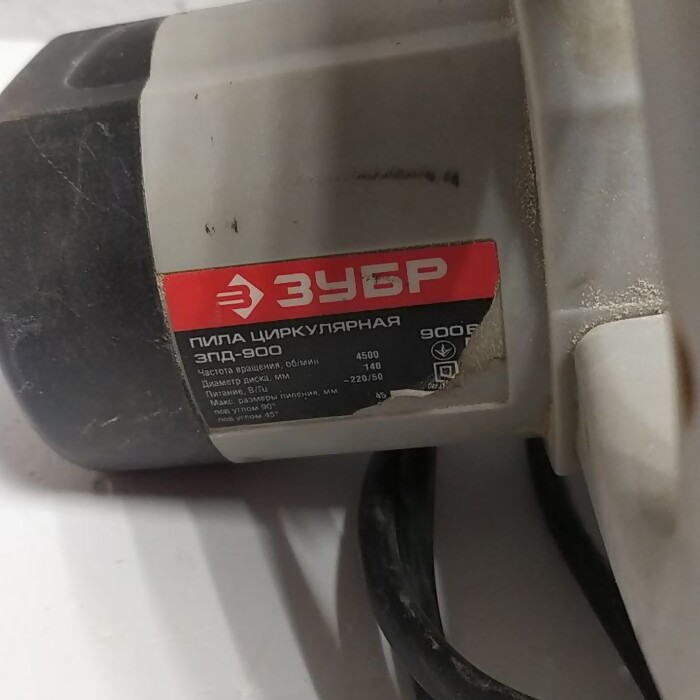 ЗУБР
ПИЛА ЦИРКУЛЯРНАЯ
ЗПД-900 900
Частота вращения, об/мин 4500
Диаметр диска, мм 140
Питание, В/Гц ~220/50
Макс. размеры пиления, мм
под углом 90° 45
под углом 45°